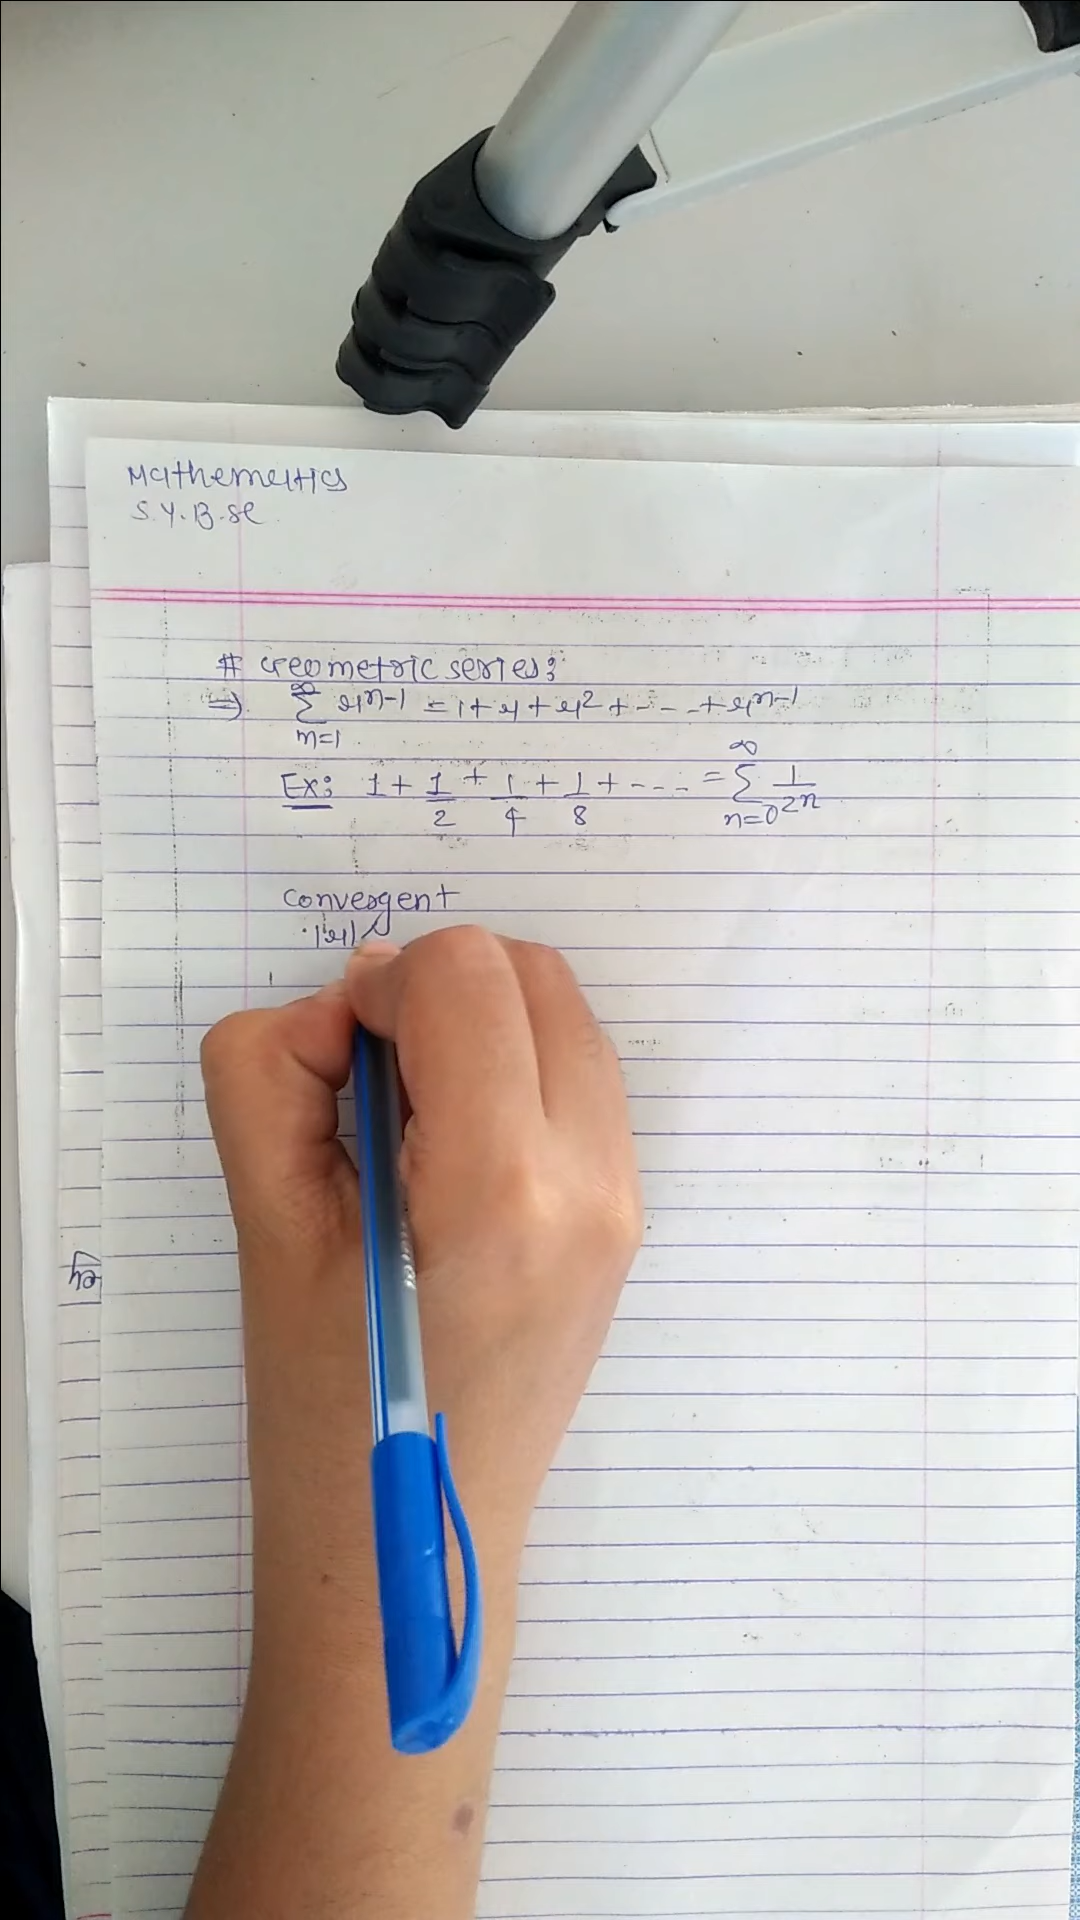 Mathematics
S.Y.B.Sc
# Geometric series:
⇒ ∞ Σ n=1 r^(n-1) = 1 + r + r² + --- + r^(n-1)
Ex: 1 + 1/2 + 1/4 + 1/8 + --- = ∞ Σ n=0 1/2^n
convergent
|r| <